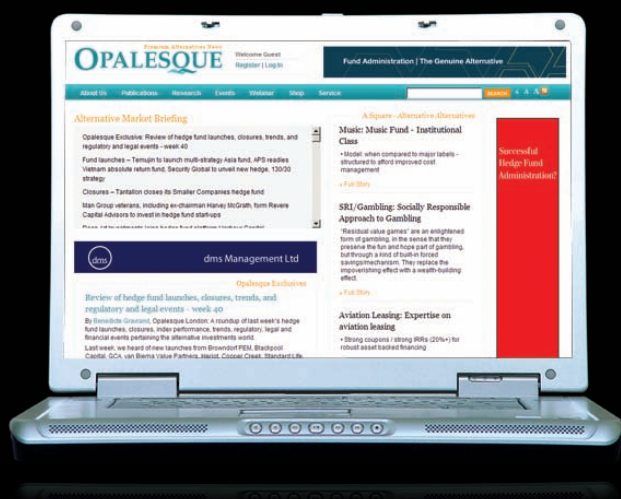 Premium Alternatives News
OPALESQUE
Welcome Guest
Register | Log In
Fund Administration | The Genuine Alternative
About Us Publications Research Events Webinar Shop Service
SEARCH A A A
Alternative Market Briefing
Opalesque Exclusive: Review of hedge fund launches, closures, trends, and
regulatory and legal events - week 40
Fund launches – Temujin to launch multi-strategy Asia fund, APS readies
Vietnam absolute return fund, Security Global to unveil new hedge, 130/30
strategy
Closures – Tantallon closes its Smaller Companies hedge fund
Man Group veterans, including ex-chairman Harvey McGrath, form Revere
Capital Advisors to invest in hedge fund start-ups
dms
dms Management Ltd
Opalesque Exclusives
Review of hedge fund launches, closures, trends, and
regulatory and legal events - week 40
By Benedicte Gravrand, Opalesque London: A roundup of last week's hedge
fund launches, closures, index performance, trends, regulatory, legal and
financial events pertaining the alternative investments world.
Last week, we heard of new launches from Browndorf PEM, Blackpool
Capital, GCA, van Biema Value Partners, Harist, Cooper Creek, Standard Life,
A Square - Alternative Alternatives
Music: Music Fund - Institutional
Class
• Model: when compared to major labels -
structured to afford improved cost
management
» Full Story
SRI/Gambling: Socially Responsible
Approach to Gambling
"Residual value games" are an enlightened
form of gambling, in the sense that they
preserve the fun and hope part of gambling,
but through a kind of built-in forced
savings mechanism. They replace the
impoverishing effect with a wealth-building
effect.
» Full Story
Aviation Leasing: Expertise on
aviation leasing
• Strong coupons / strong IRRs (20%+) for
robust asset backed financing
Successful
Hedge Fund
Administration?